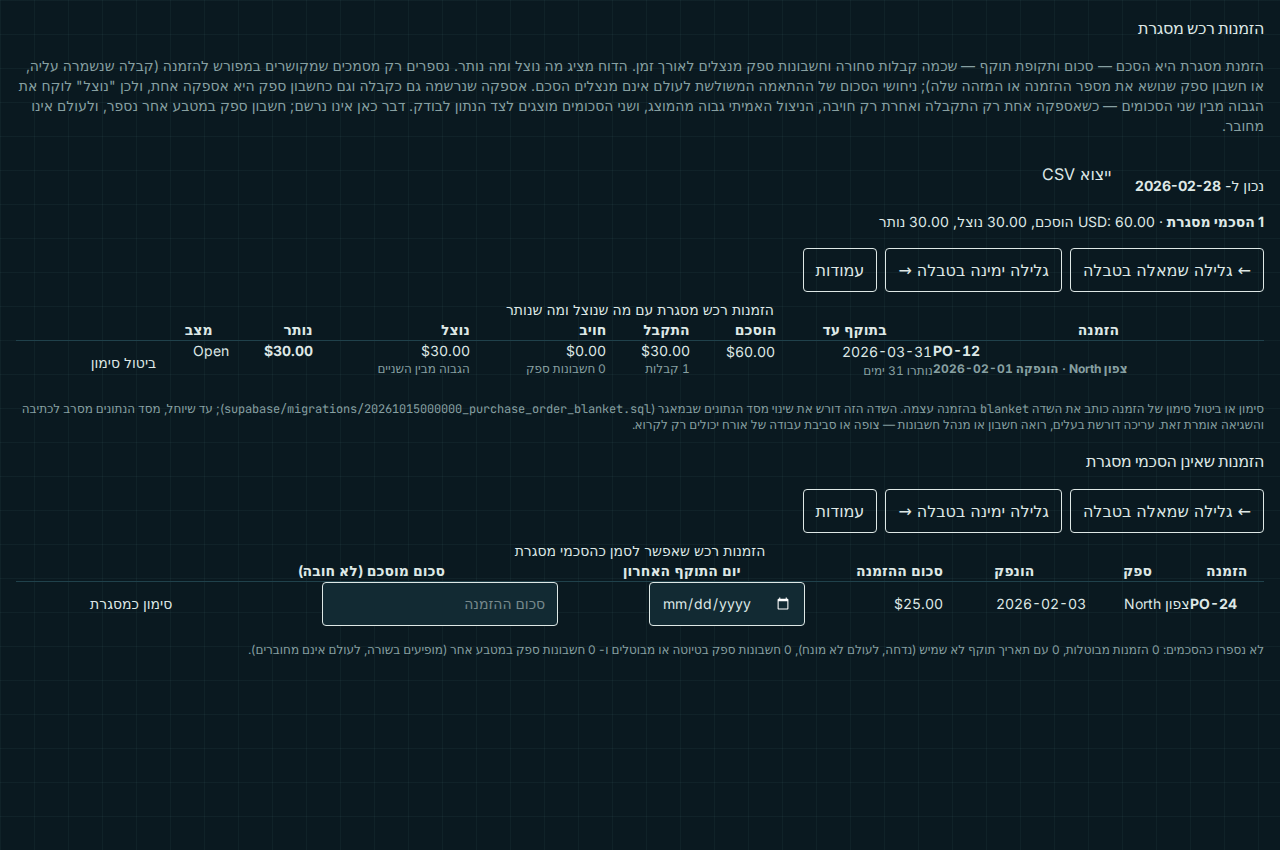 הזמנות רכש מסגרת
הזמנת מסגרת היא הסכם — סכום ותקופת תוקף — שכמה קבלות סחורה וחשבונות ספק מנצלים לאורך זמן. הדוח מציג מה נוצל ומה נותר. נספרים רק מסמכים שמקושרים במפורש להזמנה (קבלה שנשמרה עליה,
או חשבון ספק שנושא את מספר ההזמנה או המזהה שלה); ניחושי הסכום של ההתאמה המשולשת לעולם אינם מנצלים הסכם. אספקה שנרשמה גם כקבלה וגם כחשבון ספק היא אספקה אחת, ולכן "נוצל" לוקח את
הגבוה מבין שני הסכומים — כשאספקה אחת רק התקבלה ואחרת רק חויבה, הניצול האמיתי גבוה מהמוצג, ושני הסכומים מוצגים לצד הנתון לבודק. דבר כאן אינו נרשם; חשבון ספק במטבע אחר נספר, ולעולם אינו
מחובר.
נכון ל- 2026-02-28 ייצוא CSV
1 הסכמי מסגרת · USD: 60.00 הוסכם, 30.00 נוצל, 30.00 נותר
← גלילה שמאלה בטבלה גלילה ימינה בטבלה → עמודות
הזמנות רכש מסגרת עם מה שנוצל ומה שנותר
הזמנה בתוקף עד הוסכם התקבל חויב נוצל נותר מצב
PO-12 2026-03-31 $60.00 $30.00 $0.00 $30.00 $30.00 Open ביטול סימון
צפון North · הונפקה 2026-02-01 נותרו 31 ימים 1 קבלות 0 חשבונות ספק הגבוה מבין השניים
סימון או ביטול סימון של הזמנה כותב את השדה blanket בהזמנה עצמה. השדה הזה דורש את שינוי מסד הנתונים שבמאגר (supabase/migrations/20261015000000_purchase_order_blanket.sql); עד שיוחל, מסד הנתונים מסרב לכתיבה
והשגיאה אומרת זאת. עריכה דורשת בעלים, רואה חשבון או מנהל חשבונות — צופה או סביבת עבודה של אורח יכולים רק לקרוא.
הזמנות שאינן הסכמי מסגרת
← גלילה שמאלה בטבלה גלילה ימינה בטבלה → עמודות
הזמנות רכש שאפשר לסמן כהסכמי מסגרת
הזמנה ספק הונפק סכום ההזמנה יום התוקף האחרון סכום מוסכם (לא חובה)
PO-24 צפון North 2026-02-03 $25.00 mm/dd/yyyy סכום ההזמנה סימון כמסגרת
לא נספרו כהסכמים: 0 הזמנות מבוטלות, 0 עם תאריך תוקף לא שמיש (נדחה, לעולם לא מונח), 0 חשבונות ספק בטיוטה או מבוטלים ו- 0 חשבונות ספק במטבע אחר (מופיעים בשורה, לעולם אינם מחוברים).